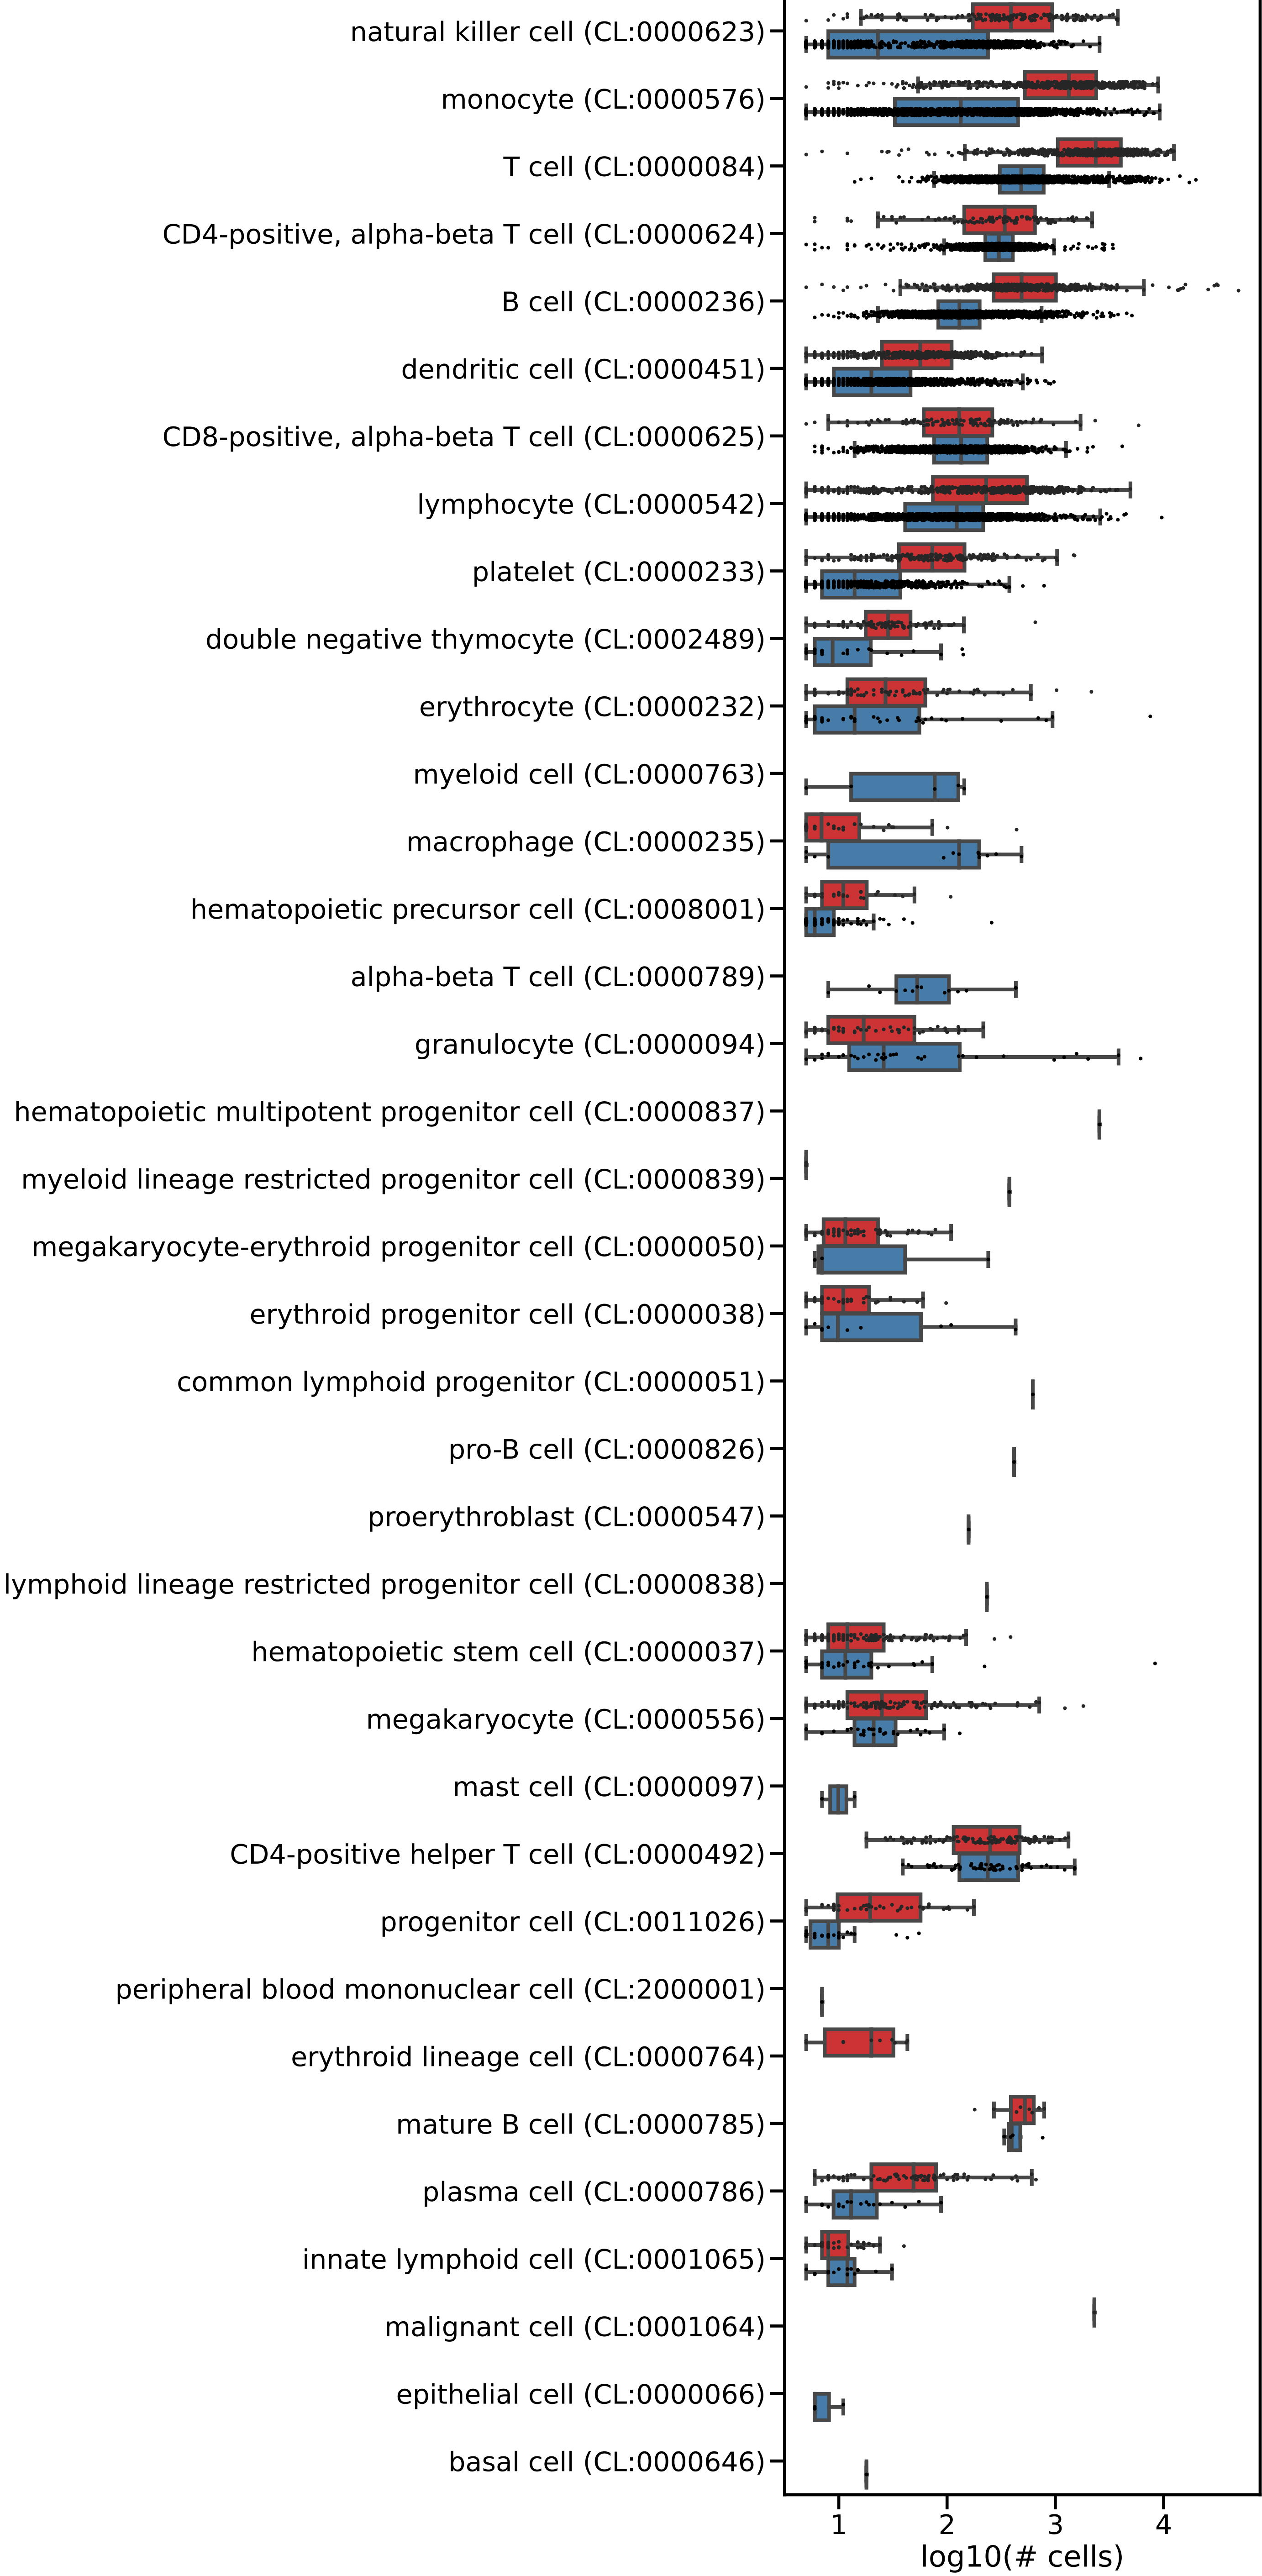 natural killer cell (CL:0000623)
monocyte (CL:0000576)
T cell (CL:0000084)
CD4-positive, alpha-beta T cell (CL:0000624)
B cell (CL:0000236)
dendritic cell (CL:0000451)
CD8-positive, alpha-beta T cell (CL:0000625)
lymphocyte (CL:0000542)
platelet (CL:0000233)
double negative thymocyte (CL:0002489)
erythrocyte (CL:0000232)
myeloid cell (CL:0000763)
macrophage (CL:0000235)
hematopoietic precursor cell (CL:0008001)
alpha-beta T cell (CL:0000789)
granulocyte (CL:0000094)
hematopoietic multipotent progenitor cell (CL:0000837)
myeloid lineage restricted progenitor cell (CL:0000839)
megakaryocyte-erythroid progenitor cell (CL:0000050)
erythroid progenitor cell (CL:0000038)
common lymphoid progenitor (CL:0000051)
pro-B cell (CL:0000826)
proerythroblast (CL:0000547)
lymphoid lineage restricted progenitor cell (CL:0000838)
hematopoietic stem cell (CL:0000037)
megakaryocyte (CL:0000556)
mast cell (CL:0000097)
CD4-positive helper T cell (CL:0000492)
progenitor cell (CL:0011026)
peripheral blood mononuclear cell (CL:2000001)
erythroid lineage cell (CL:0000764)
mature B cell (CL:0000785)
plasma cell (CL:0000786)
innate lymphoid cell (CL:0001065)
malignant cell (CL:0001064)
epithelial cell (CL:0000066)
basal cell (CL:0000646)
1 2 3 4
log10(# cells)